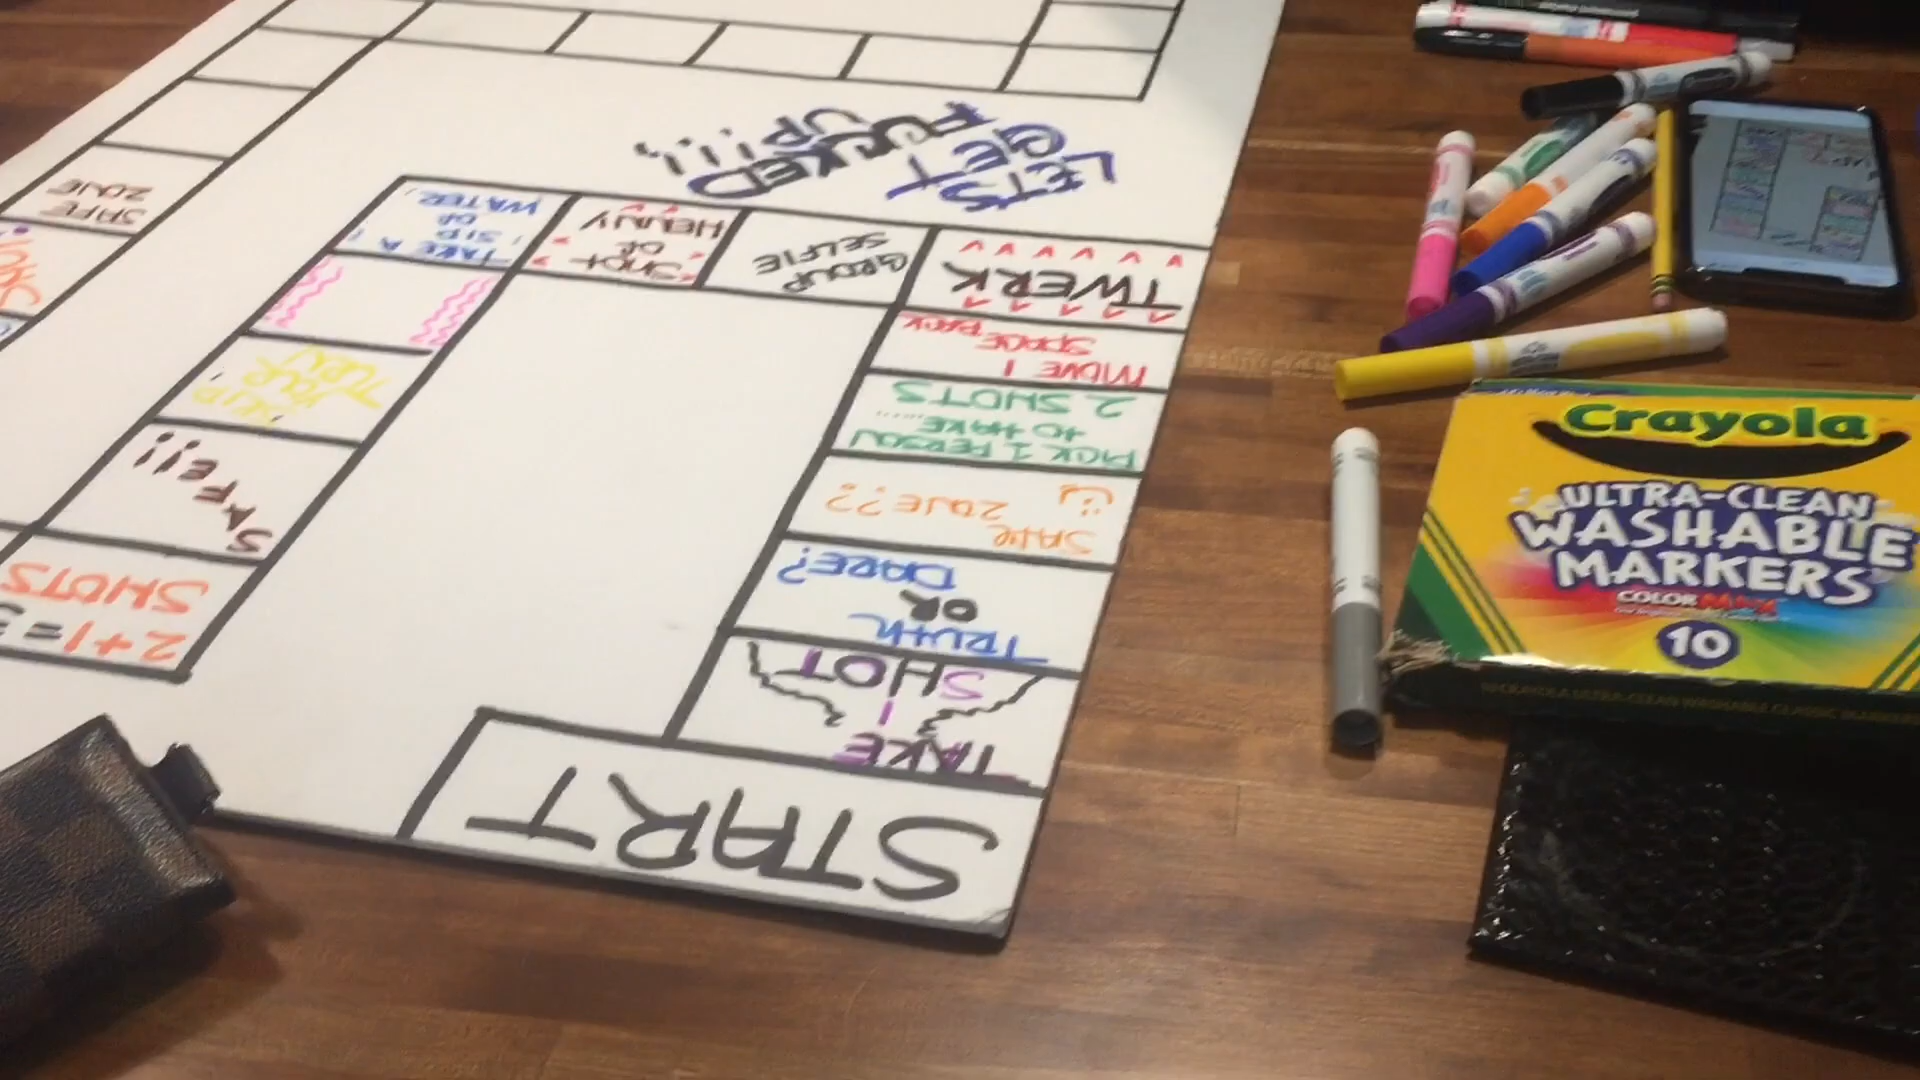 LETS
GET
FUCKED
UP!!!
START
TAKE
1
SHOT
TRUTH
OR
DARE?
SAFE ZONE??
PICK 1 PERSON
TO TAKE......
2 SHOTS
MOVE 1
SPACE BACK
TWERK
GROUP
SELFIE
SHOT
OF
HENNY
TAKE A
SIP
OF
WATER
SKIP
YOUR
TURN
SAFE!!!
2+1=3
SHOTS
SAFE
ZONE
Crayola
ULTRA-CLEAN
WASHABLE
MARKERS
COLOR MAX
10